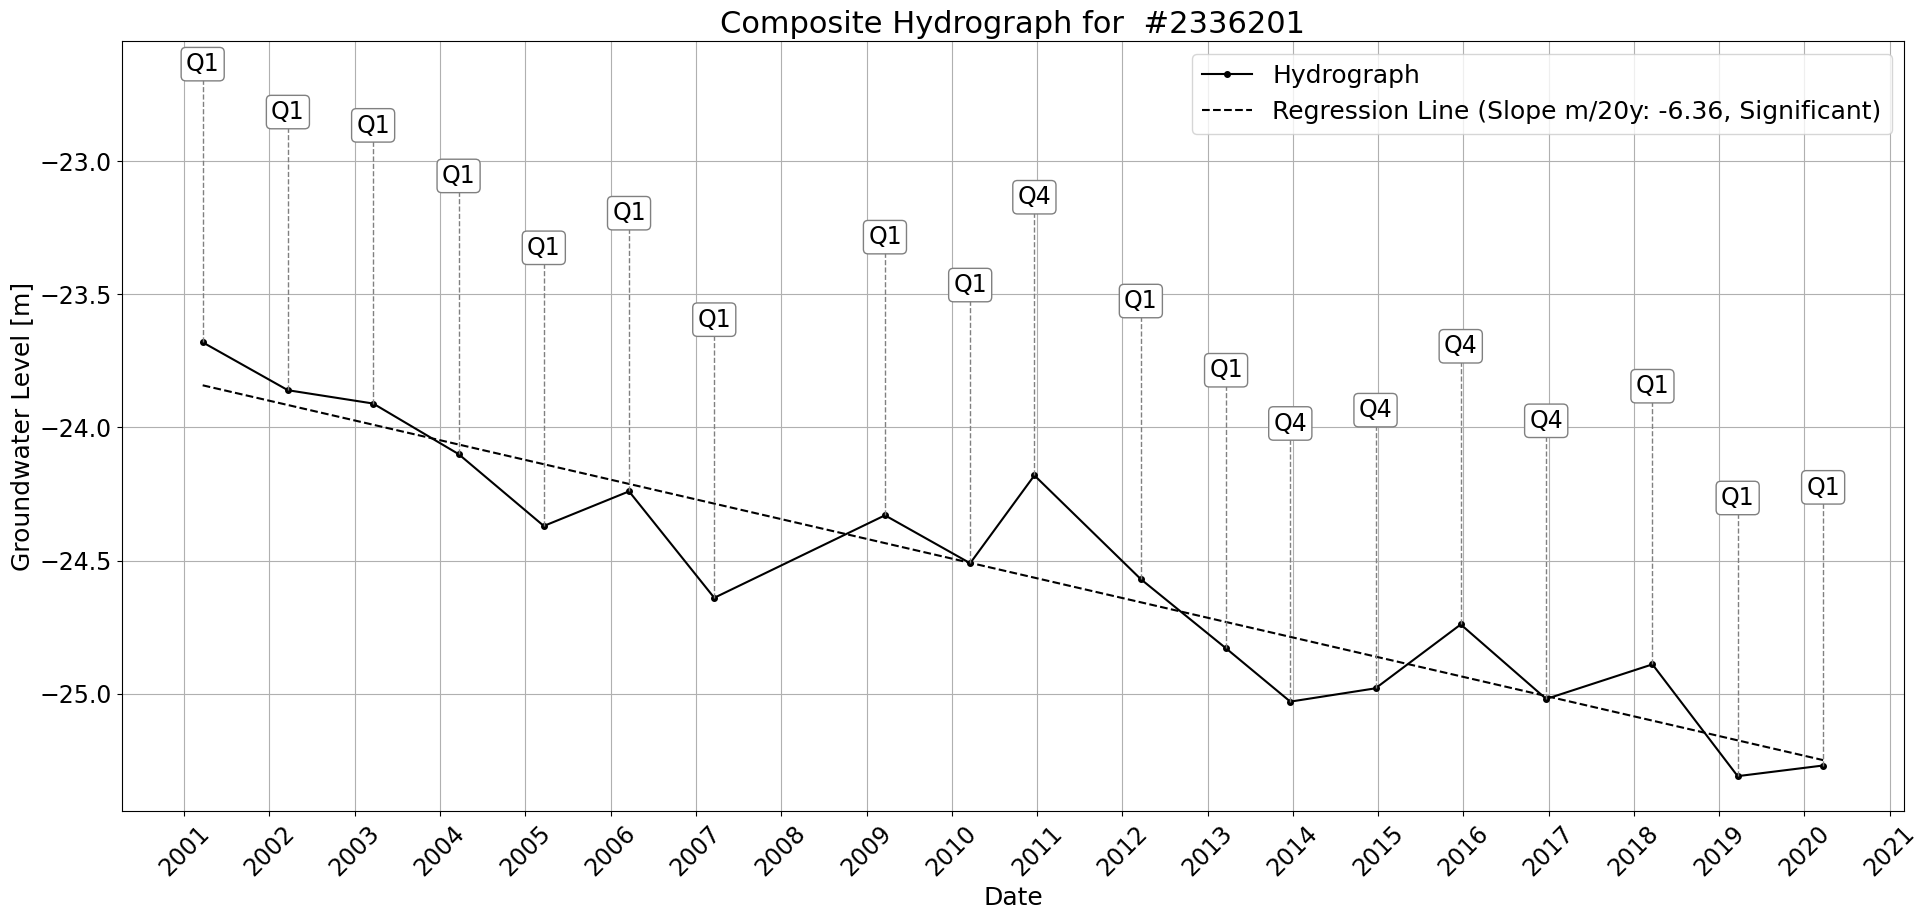 Composite Hydrograph for  #2336201
Hydrograph
Regression Line (Slope m/20y: -6.36, Significant)
Q1
Q1
Q1
Q1
Q1
Q1
Q1
Q1
Q1
Q4
Q1
Q1
Q4
Q4
Q4
Q4
Q1
Q1
Q1
Groundwater Level [m]
−23.0
−23.5
−24.0
−24.5
−25.0
2001
2002
2003
2004
2005
2006
2007
2008
2009
2010
2011
2012
2013
2014
2015
2016
2017
2018
2019
2020
2021
Date